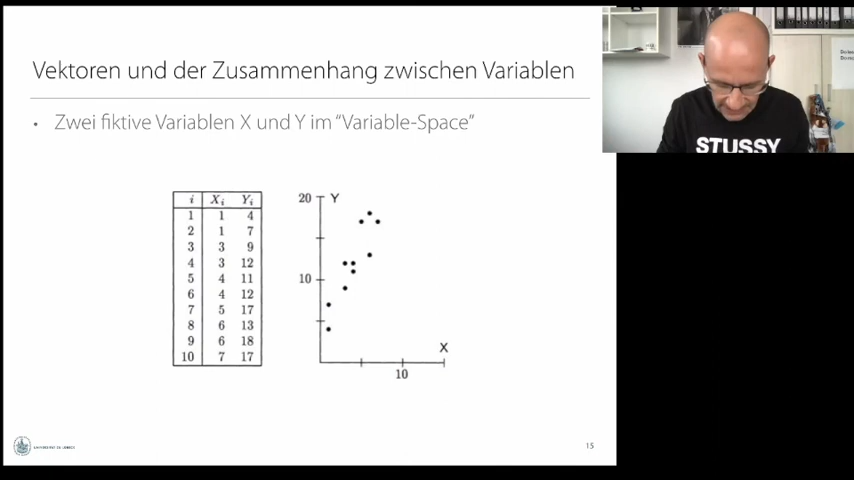 Vektoren und der Zusammenhang zwischen Variablen
• Zwei fiktive Variablen X und Y im “Variable-Space”
i Xi Yi
1 1 4
2 1 7
3 3 9
4 3 12
5 4 11
6 4 12
7 5 17
8 6 13
9 6 18
10 7 17
20 Y
10
X
10
15
STUSSY